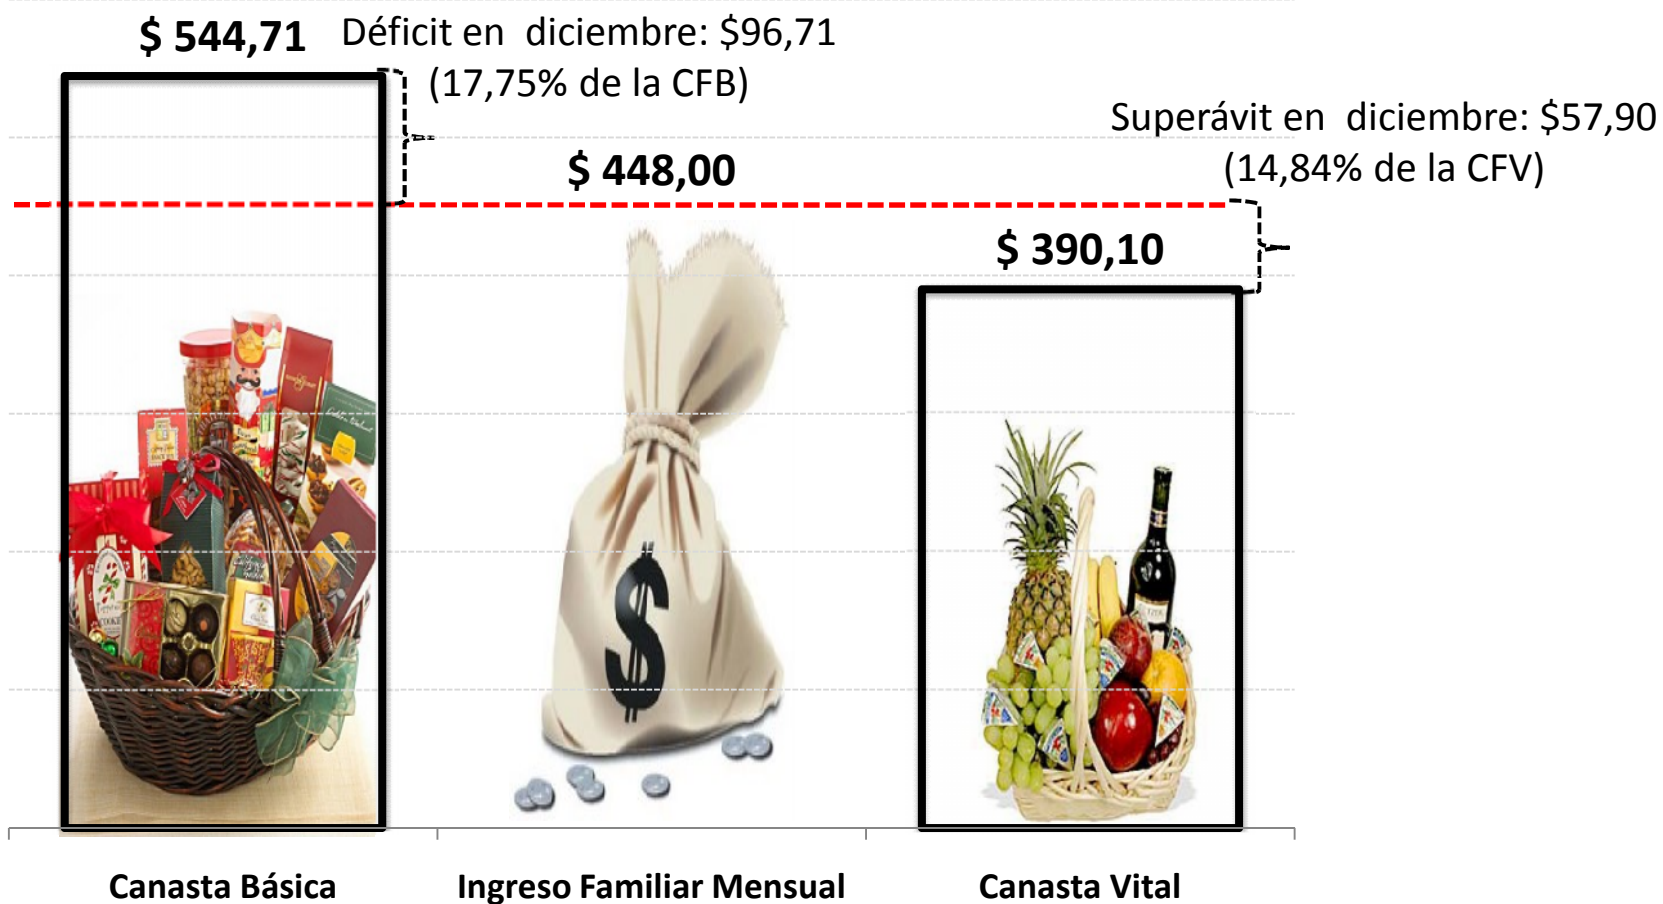 $ 544,71
Déficit en diciembre: $96,71
(17,75% de la CFB)
Superávit en diciembre: $57,90
(14,84% de la CFV)
$ 448,00
$ 390,10
$
Canasta Básica
Ingreso Familiar Mensual
Canasta Vital